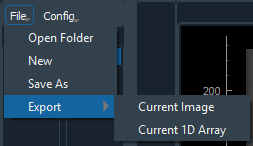 File Config
Open Folder
New
Save As
Export
Current Image
Current 1D Array
200